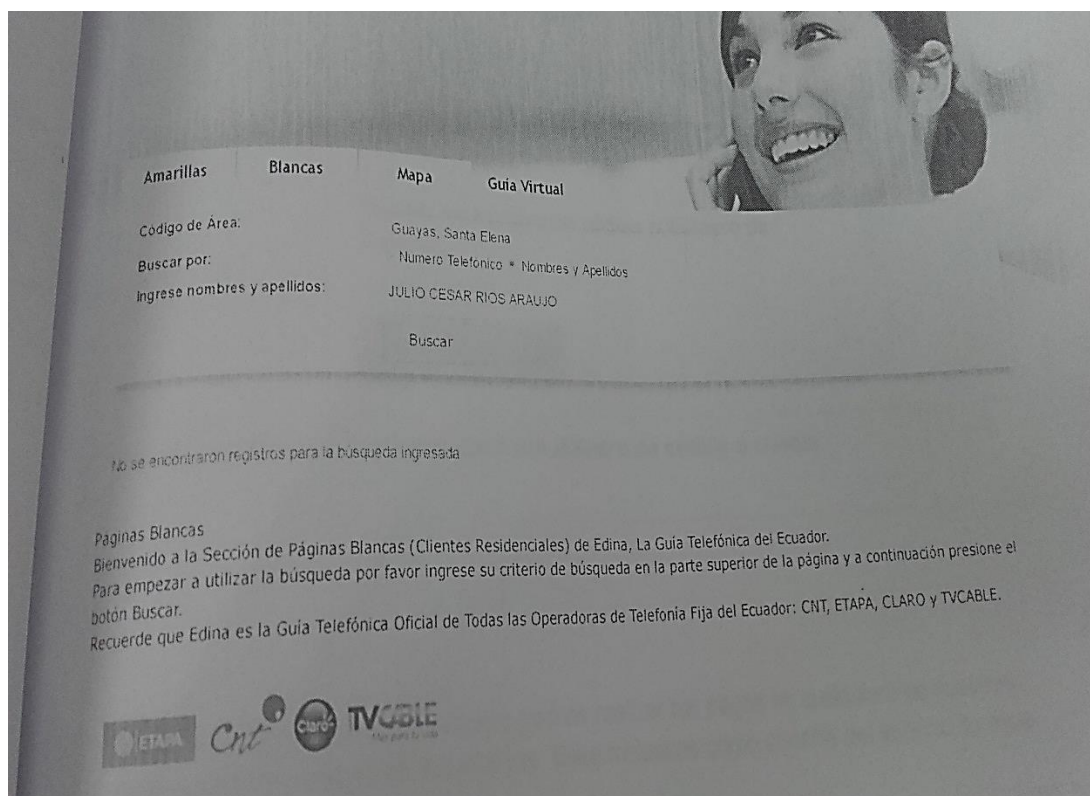 Amarillas Blancas Mapa Guia Virtual
Código de Área: Guayas, Santa Elena
Buscar por: Numero Telefonico * Nombres y Apellidos
Ingrese nombres y apellidos: JULIO CESAR RIOS ARAUJO
Buscar
No se encontraron registros para la búsqueda ingresada
Páginas Blancas
Bienvenido a la Sección de Páginas Blancas (Clientes Residenciales) de Edina, La Guía Telefónica del Ecuador.
Para empezar a utilizar la búsqueda por favor ingrese su criterio de búsqueda en la parte superior de la página y a continuación presione el
botón Buscar.
Recuerde que Edina es la Guía Telefónica Oficial de Todas las Operadoras de Telefonía Fija del Ecuador: CNT, ETAPA, CLARO y TVCABLE.
ETAPA Cnt Claro TVCABLE